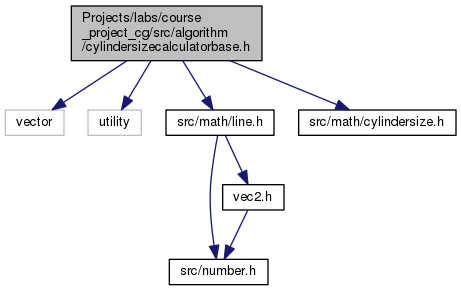 Projects/labs/course
_project_cg/src/algorithm
/cylindersizecalculatorbase.h
vector
utility
src/math/line.h
src/math/cylindersize.h
vec2.h
src/number.h